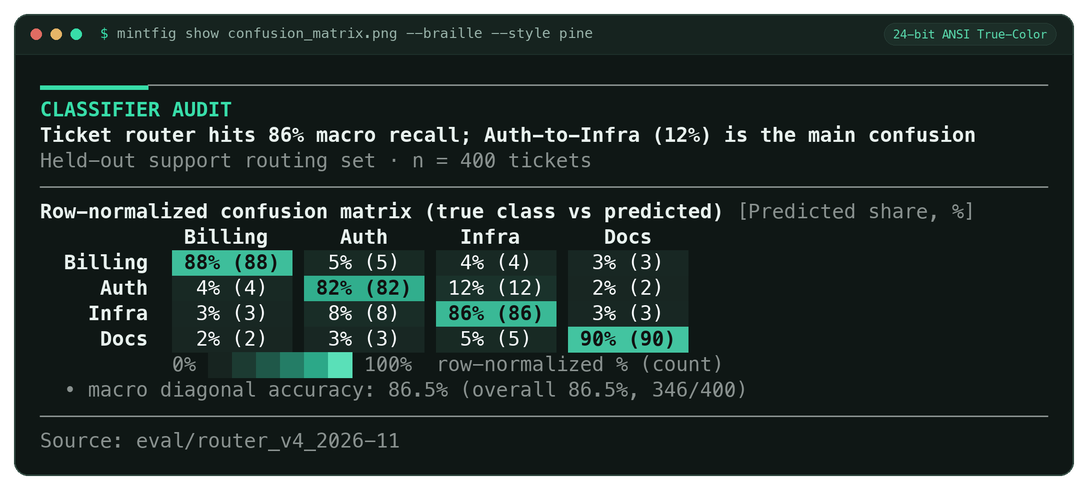 $ mintfig show confusion_matrix.png --braille --style pine
24-bit ANSI True-Color
CLASSIFIER AUDIT
Ticket router hits 86% macro recall; Auth-to-Infra (12%) is the main confusion
Held-out support routing set · n = 400 tickets
Row-normalized confusion matrix (true class vs predicted) [Predicted share, %]
Billing Auth Infra Docs
Billing 88% (88) 5% (5) 4% (4) 3% (3)
Auth 4% (4) 82% (82) 12% (12) 2% (2)
Infra 3% (3) 8% (8) 86% (86) 3% (3)
Docs 2% (2) 3% (3) 5% (5) 90% (90)
0% 100% row-normalized % (count)
• macro diagonal accuracy: 86.5% (overall 86.5%, 346/400)
Source: eval/router_v4_2026-11